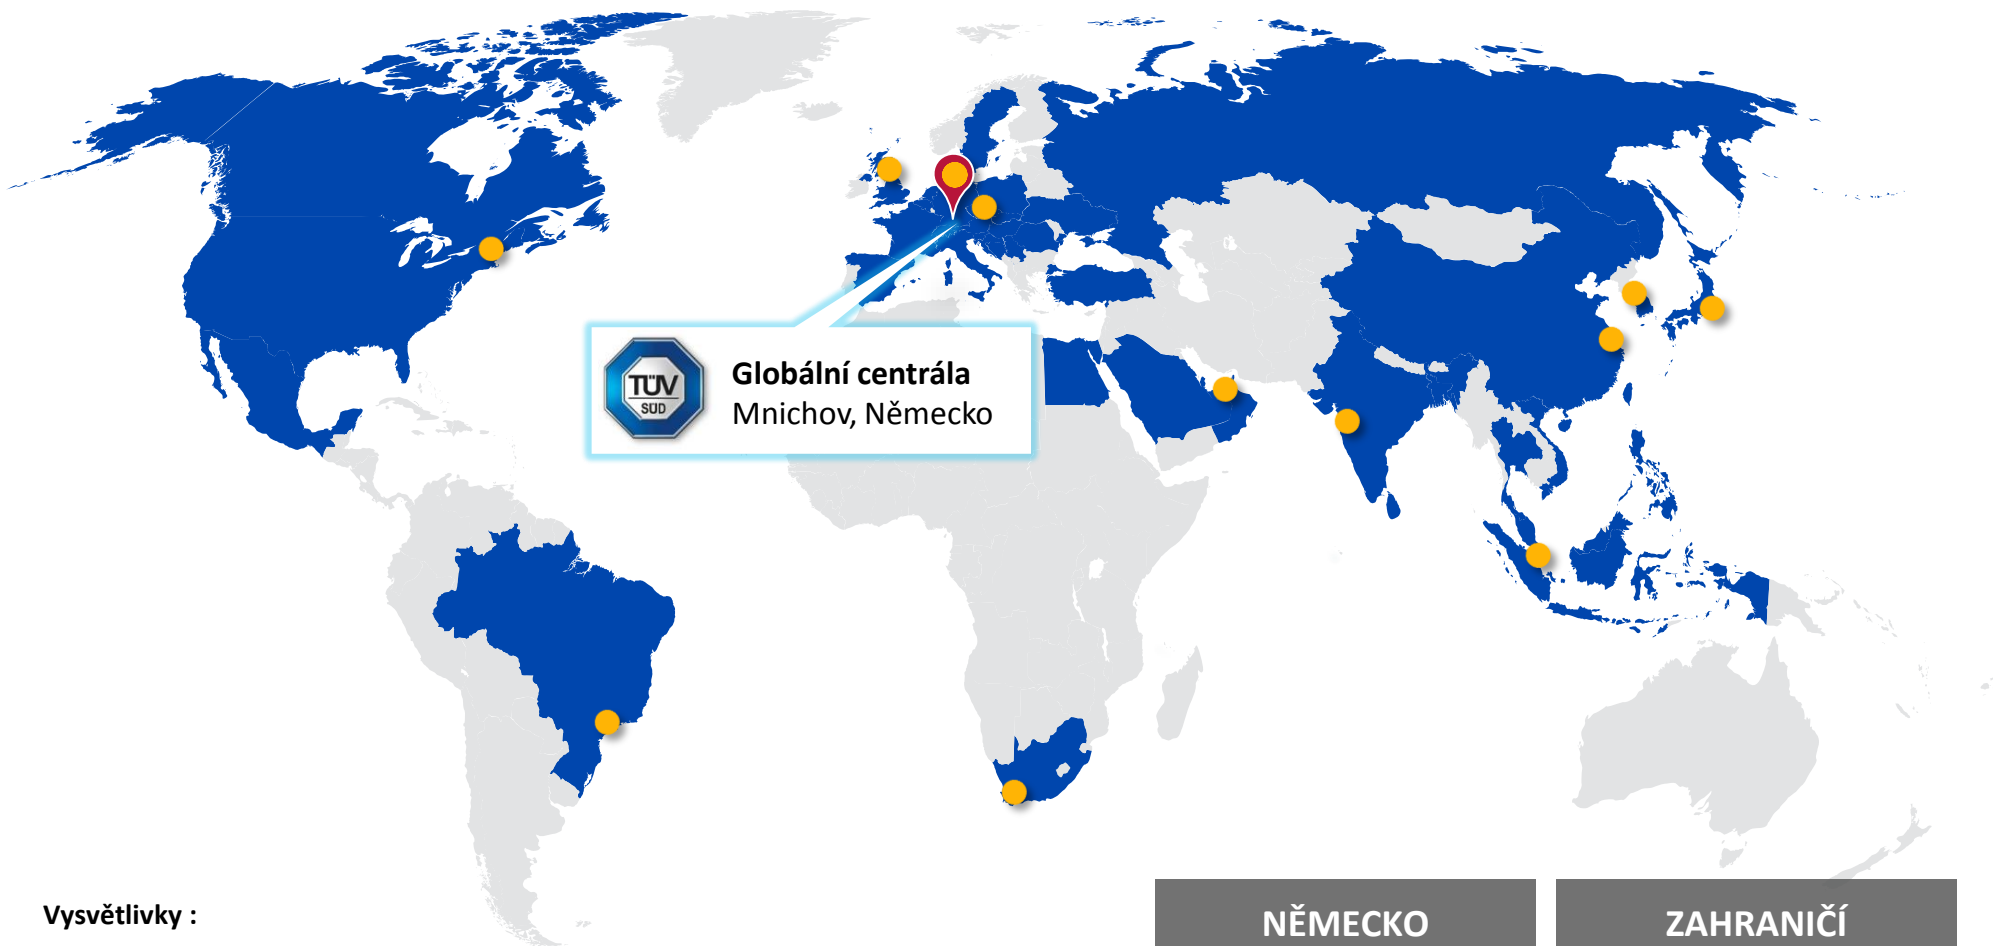 TÜV
SÜD
Globální centrála
Mnichov, Německo
Vysvětlivky :
NĚMECKO
ZAHRANIČÍ